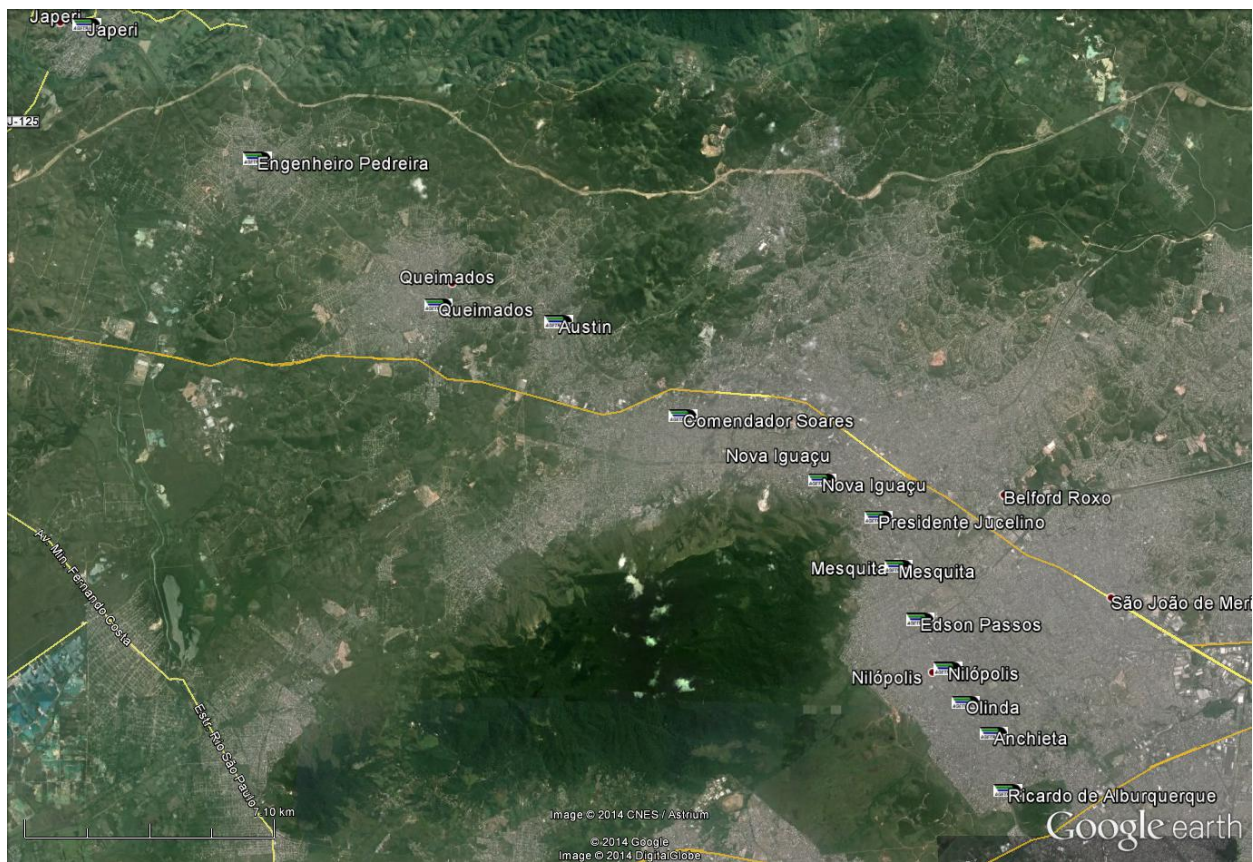 Japeri
Japeri
J-125
Engenheiro Pedreira
Queimados
Queimados
Austin
Comendador Soares
Nova Iguaçu
Nova Iguaçu
Belford Roxo
Presidente Jucelino
Mesquita
Mesquita
Av. Min. Fernando Costa
São João de Meri
Edson Passos
Nilópolis
Nilópolis
Olinda
Estr. Rio São Paulo
Anchieta
Ricardo de Alburquerque
10 km
Image © 2014 CNES / Astrium
Google earth
© 2014 Google
Image © 2014 DigitalGlobe